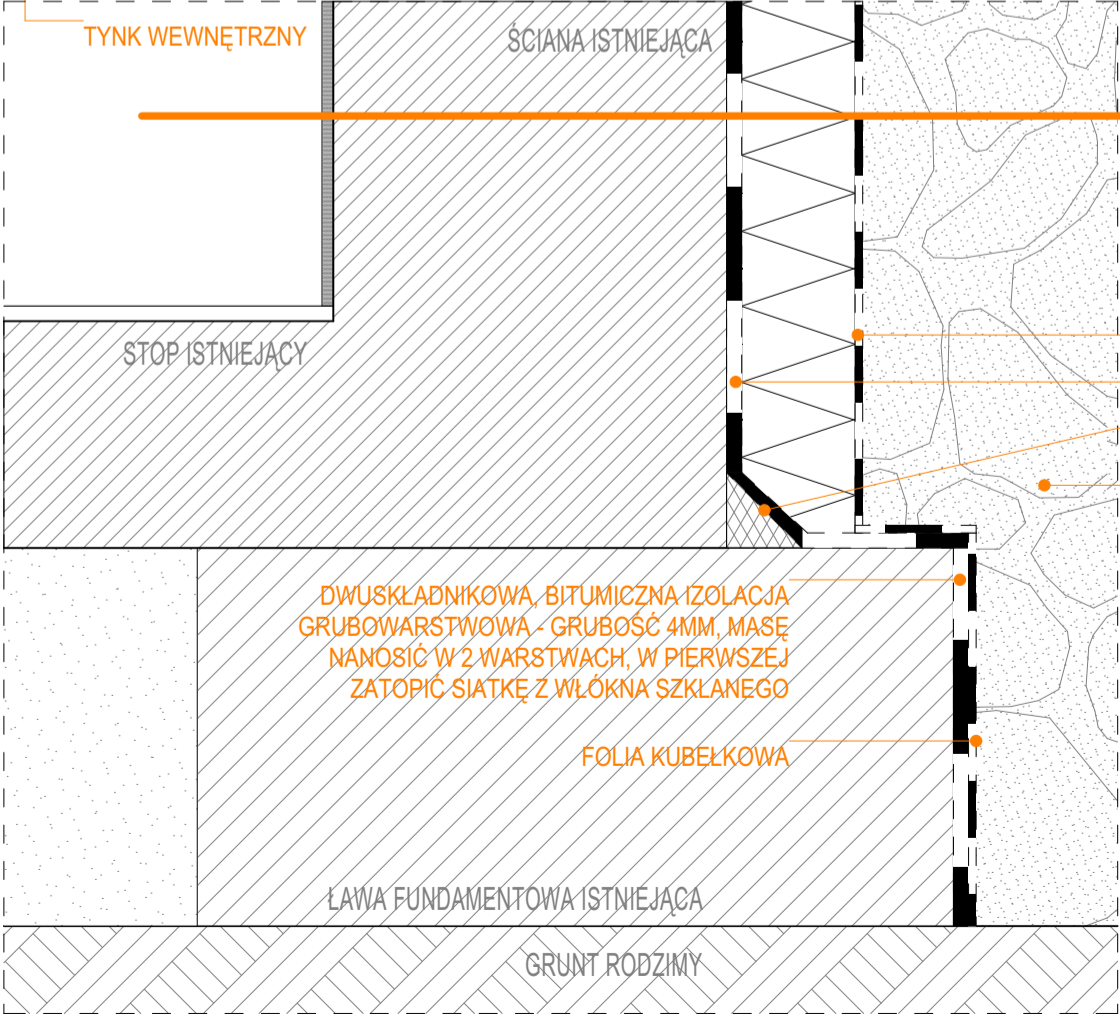 TYNK WEWNĘTRZNY
ŚCIANA ISTNIEJĄCA
STOP ISTNIEJĄCY
DWUSKŁADNIKOWA, BITUMICZNA IZOLACJA
GRUBOWARSTWOWA - GRUBOŚĆ 4MM, MASĘ
NANOSIĆ W 2 WARSTWACH, W PIERWSZEJ
ZATOPIĆ SIATKĘ Z WŁÓKNA SZKLANEGO
FOLIA KUBEŁKOWA
ŁAWA FUNDAMENTOWA ISTNIEJĄCA
GRUNT RODZIMY